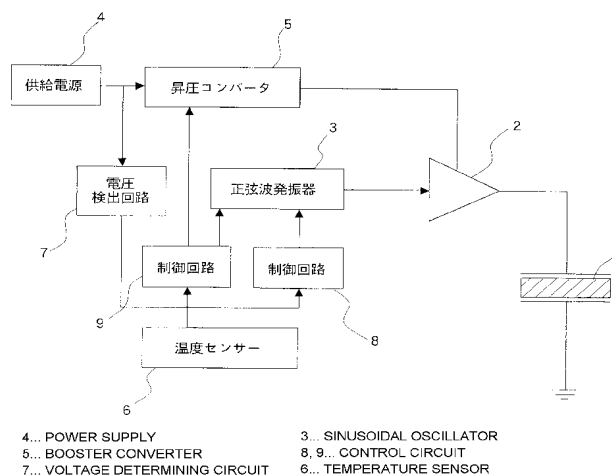 4
5
供給電源
昇圧コンバータ
3
2
電圧
検出回路
正弦波発振器
7
制御回路
制御回路
9
8
温度センサー
6
4... POWER SUPPLY
5... BOOSTER CONVERTER
7... VOLTAGE DETERMINING CIRCUIT
3... SINUSOIDAL OSCILLATOR
8, 9... CONTROL CIRCUIT
6... TEMPERATURE SENSOR